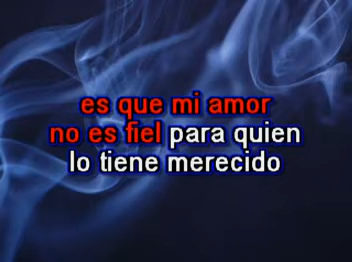 es que mi amor
no es fiel para quien
lo tiene merecido